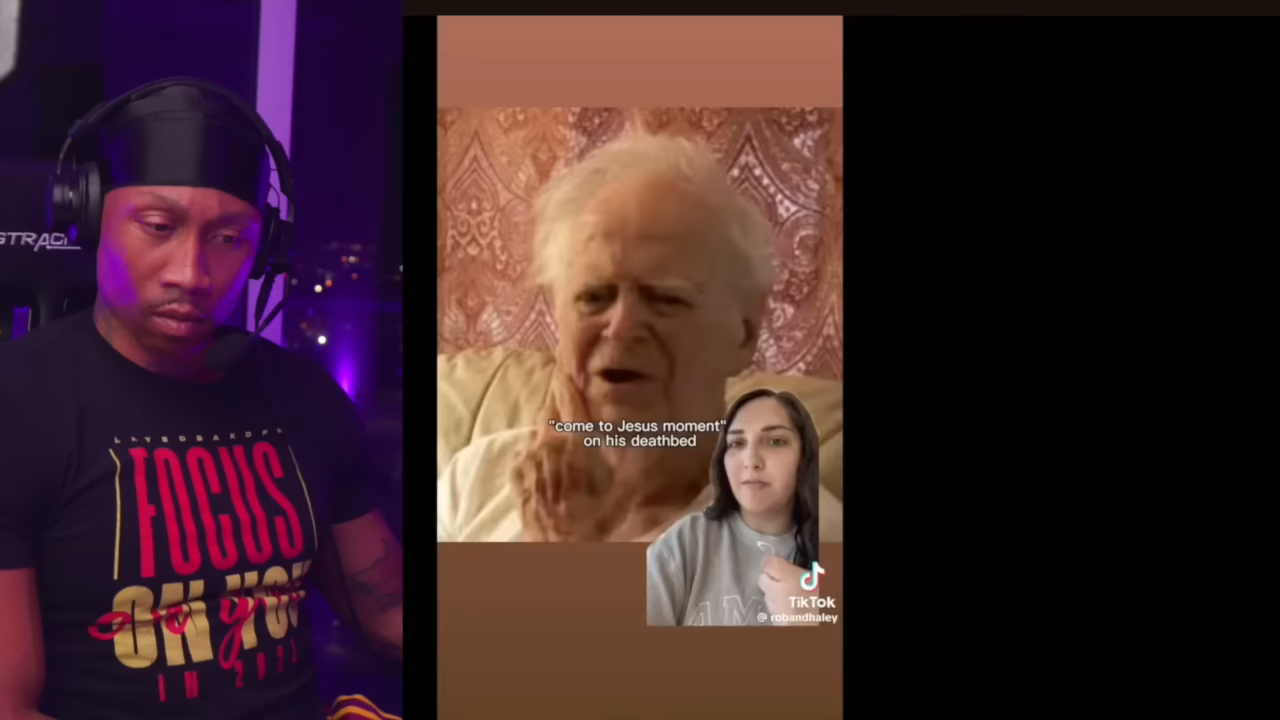 FOCUS
ON YOU
"come to Jesus moment"
on his deathbed
TikTok
@ robandhaley